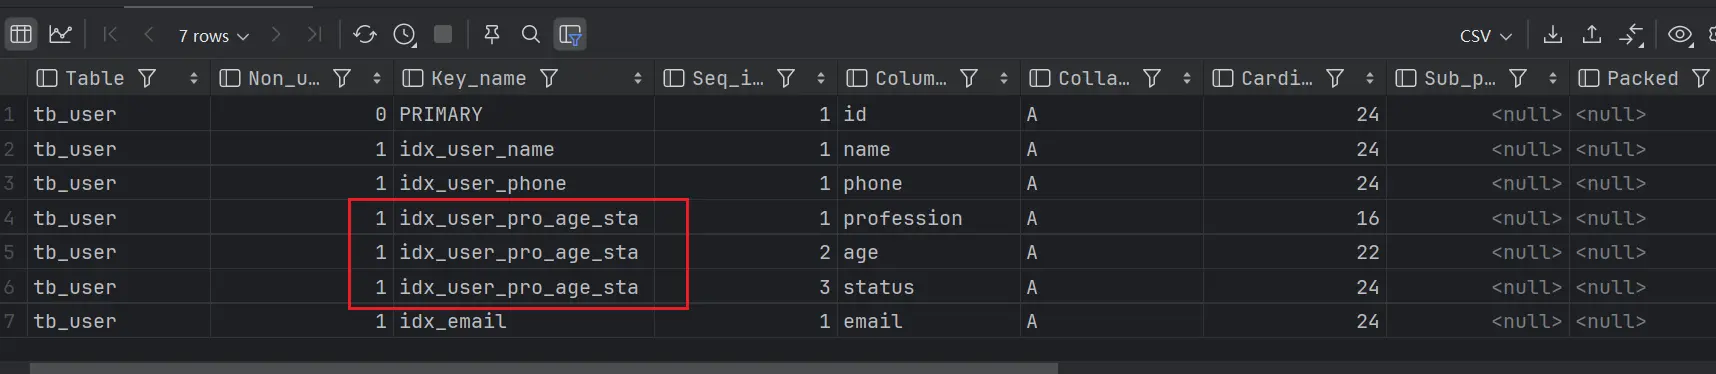 7 rows CSV
Table Non_u... Key_name Seq_i... Colum... Colla... Cardi... Sub_p... Packed
1 tb_user 0 PRIMARY 1 id A 24 <null> <null>
2 tb_user 1 idx_user_name 1 name A 24 <null> <null>
3 tb_user 1 idx_user_phone 1 phone A 24 <null> <null>
4 tb_user 1 idx_user_pro_age_sta 1 profession A 16 <null> <null>
5 tb_user 1 idx_user_pro_age_sta 2 age A 22 <null> <null>
6 tb_user 1 idx_user_pro_age_sta 3 status A 24 <null> <null>
7 tb_user 1 idx_email 1 email A 24 <null> <null>